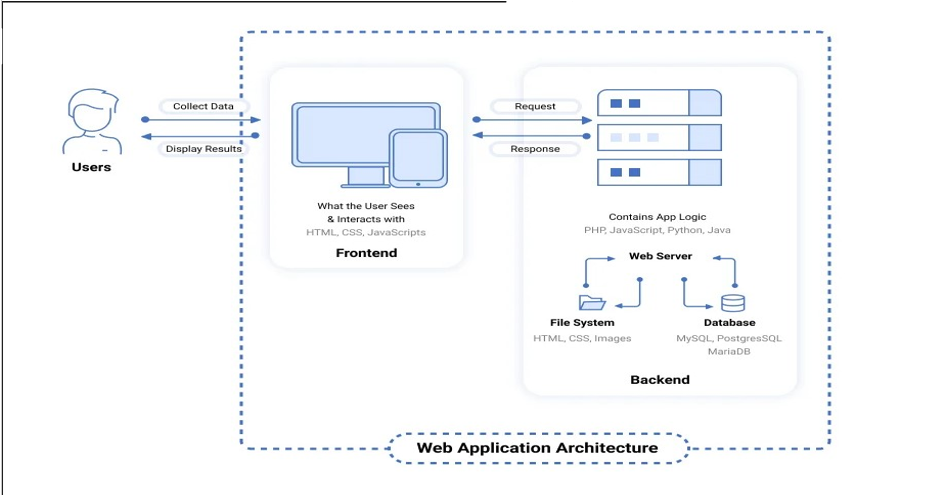 Collect Data
Display Results
Users
What the User Sees
& Interacts with
HTML, CSS, JavaScripts
Frontend
Request
Response
Contains App Logic
PHP, JavaScript, Python, Java
Web Server
File System
HTML, CSS, Images
Database
MySQL, PostgresSQL
MariaDB
Backend
Web Application Architecture